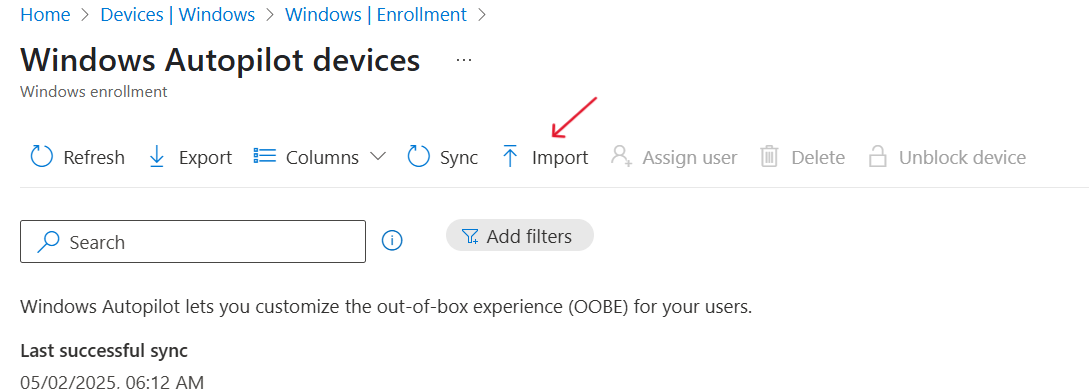 Home > Devices | Windows > Windows | Enrollment >
Windows Autopilot devices ...
Windows enrollment
Refresh Export Columns Sync Import Assign user Delete Unblock device
Search Add filters
Windows Autopilot lets you customize the out-of-box experience (OOBE) for your users.
Last successful sync
05/02/2025, 06:12 AM